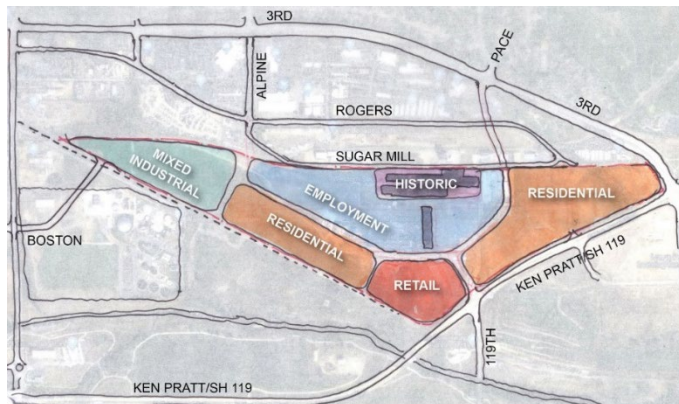 3RD
PACE
ALPINE
3RD
ROGERS
SUGAR MILL
MIXED
INDUSTRIAL
HISTORIC
RESIDENTIAL
EMPLOYMENT
RESIDENTIAL
BOSTON
KEN PRATT/SH 119
RETAIL
119TH
KEN PRATT/SH 119